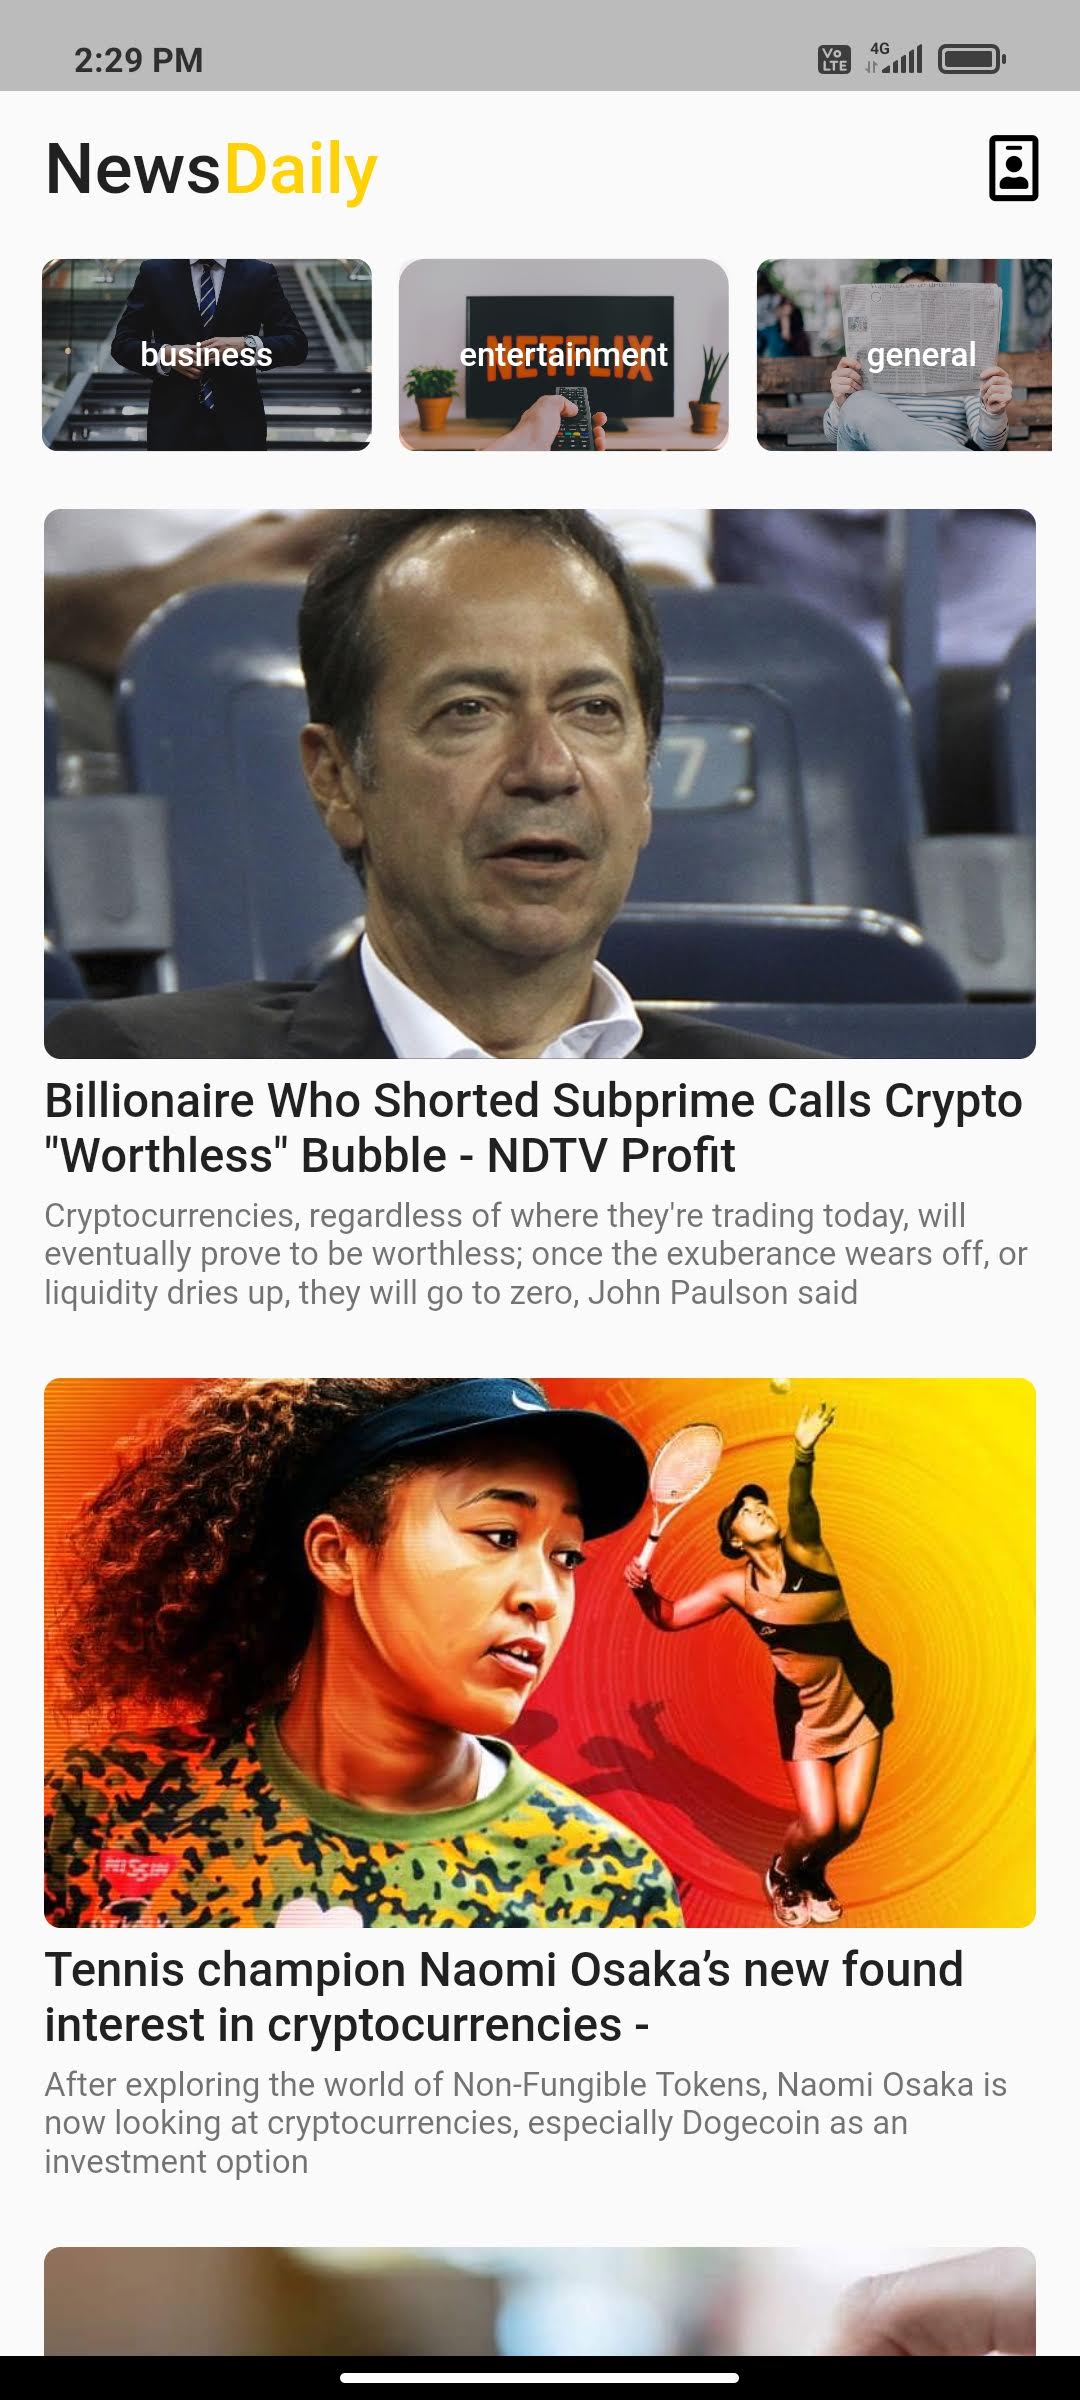 2:29 PM
Vo
LTE
4G
NewsDaily
business
entertainment
NETFLIX
general
7
Billionaire Who Shorted Subprime Calls Crypto
"Worthless" Bubble - NDTV Profit
Cryptocurrencies, regardless of where they're trading today, will
eventually prove to be worthless; once the exuberance wears off, or
liquidity dries up, they will go to zero, John Paulson said
NISSIN
Tennis champion Naomi Osaka’s new found
interest in cryptocurrencies -
After exploring the world of Non-Fungible Tokens, Naomi Osaka is
now looking at cryptocurrencies, especially Dogecoin as an
investment option